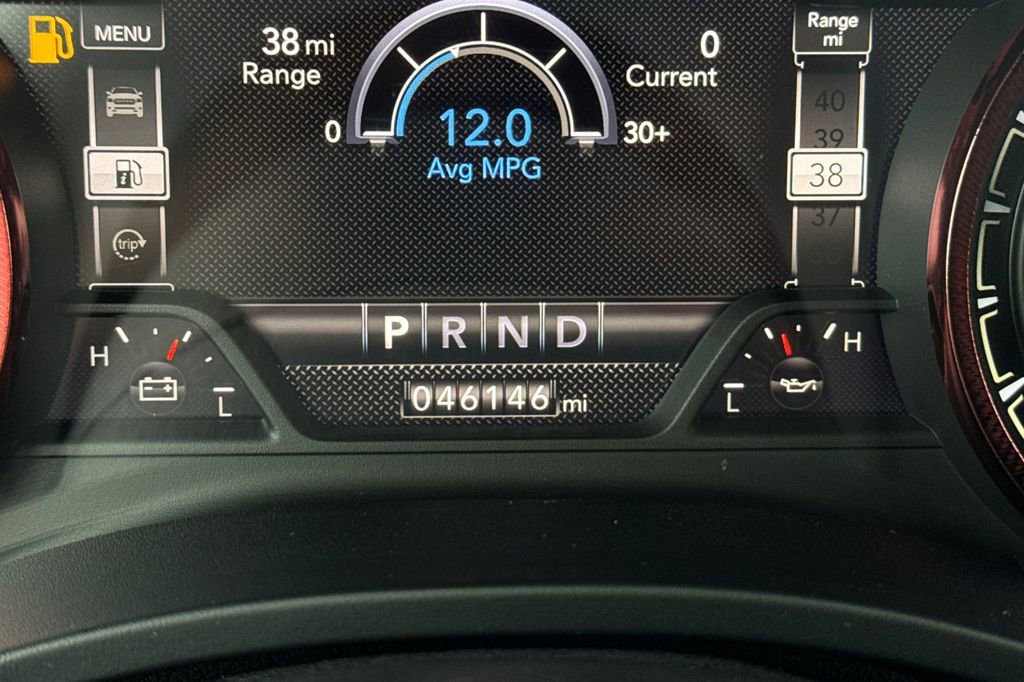 MENU
38 mi
Range
0
Current
Range
mi
40
39
38
37
0
12.0
30+
Avg MPG
i
trip
P R N D
H
L
046146 mi
L
H